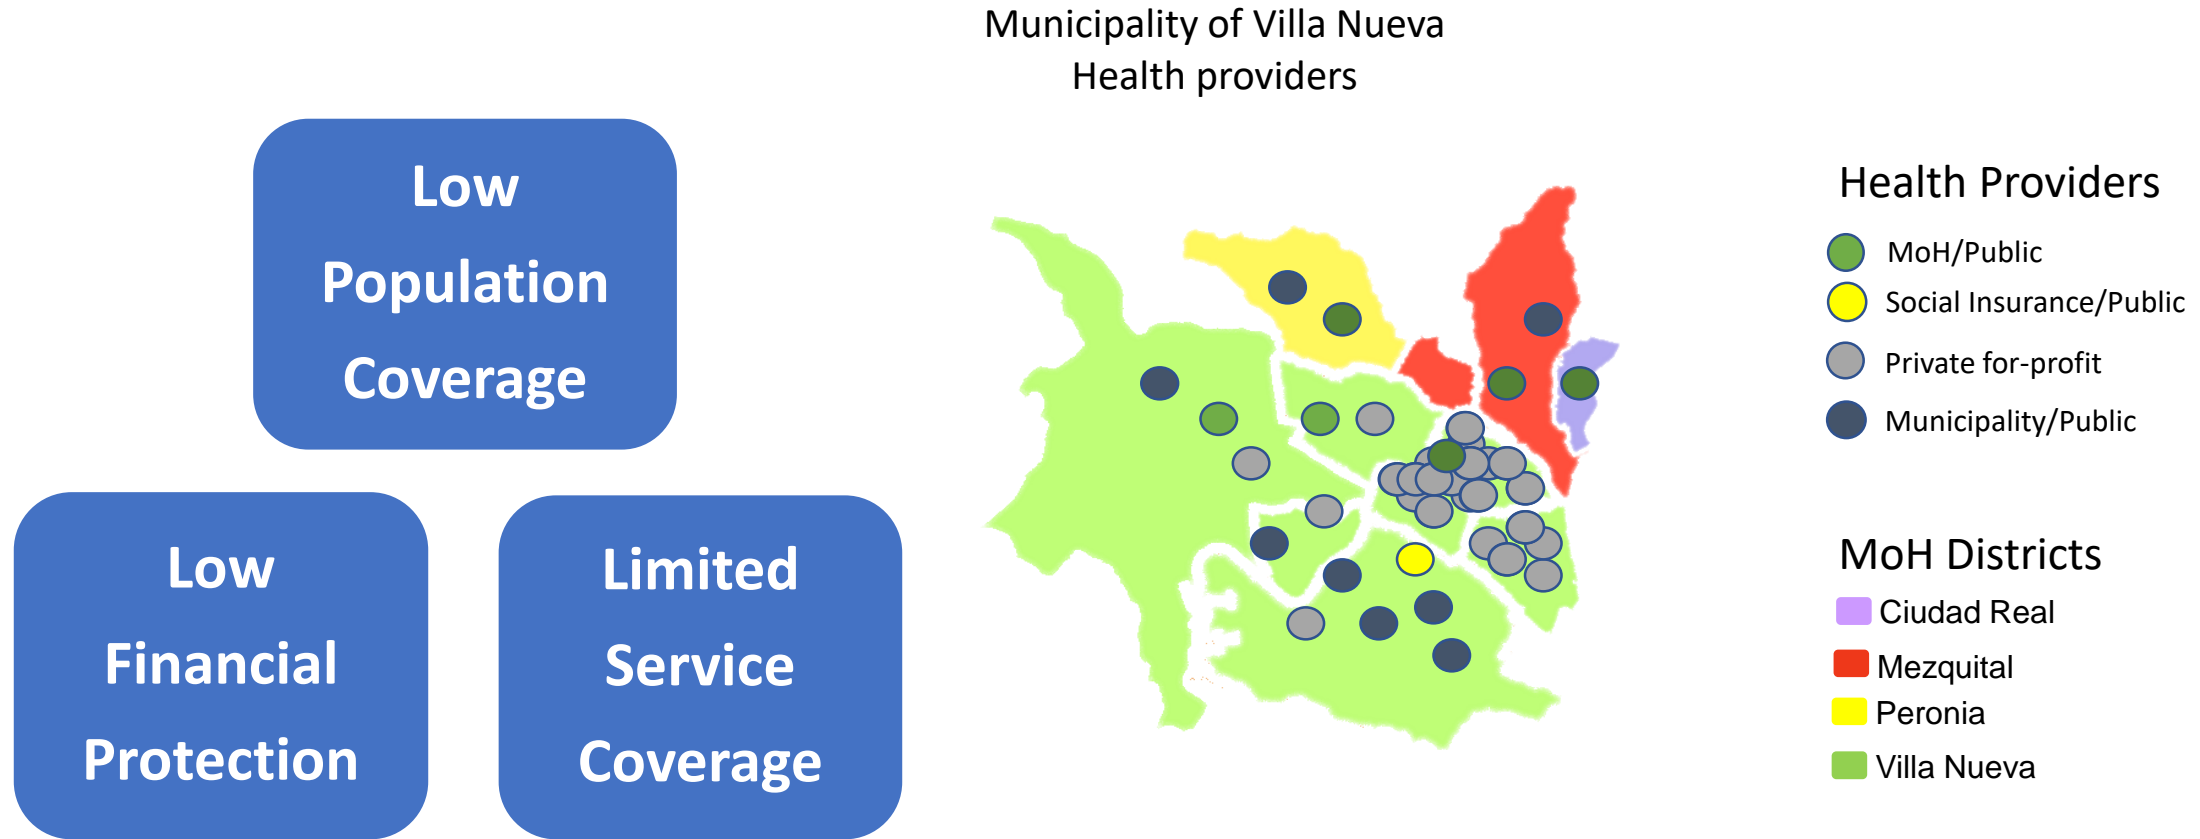 Municipality of Villa Nueva
Health providers
Low
Population
Coverage
Low
Financial
Protection
Limited
Service
Coverage
Health Providers
MoH/Public
Social Insurance/Public
Private for-profit
Municipality/Public
MoH Districts
Ciudad Real
Mezquital
Peronia
Villa Nueva